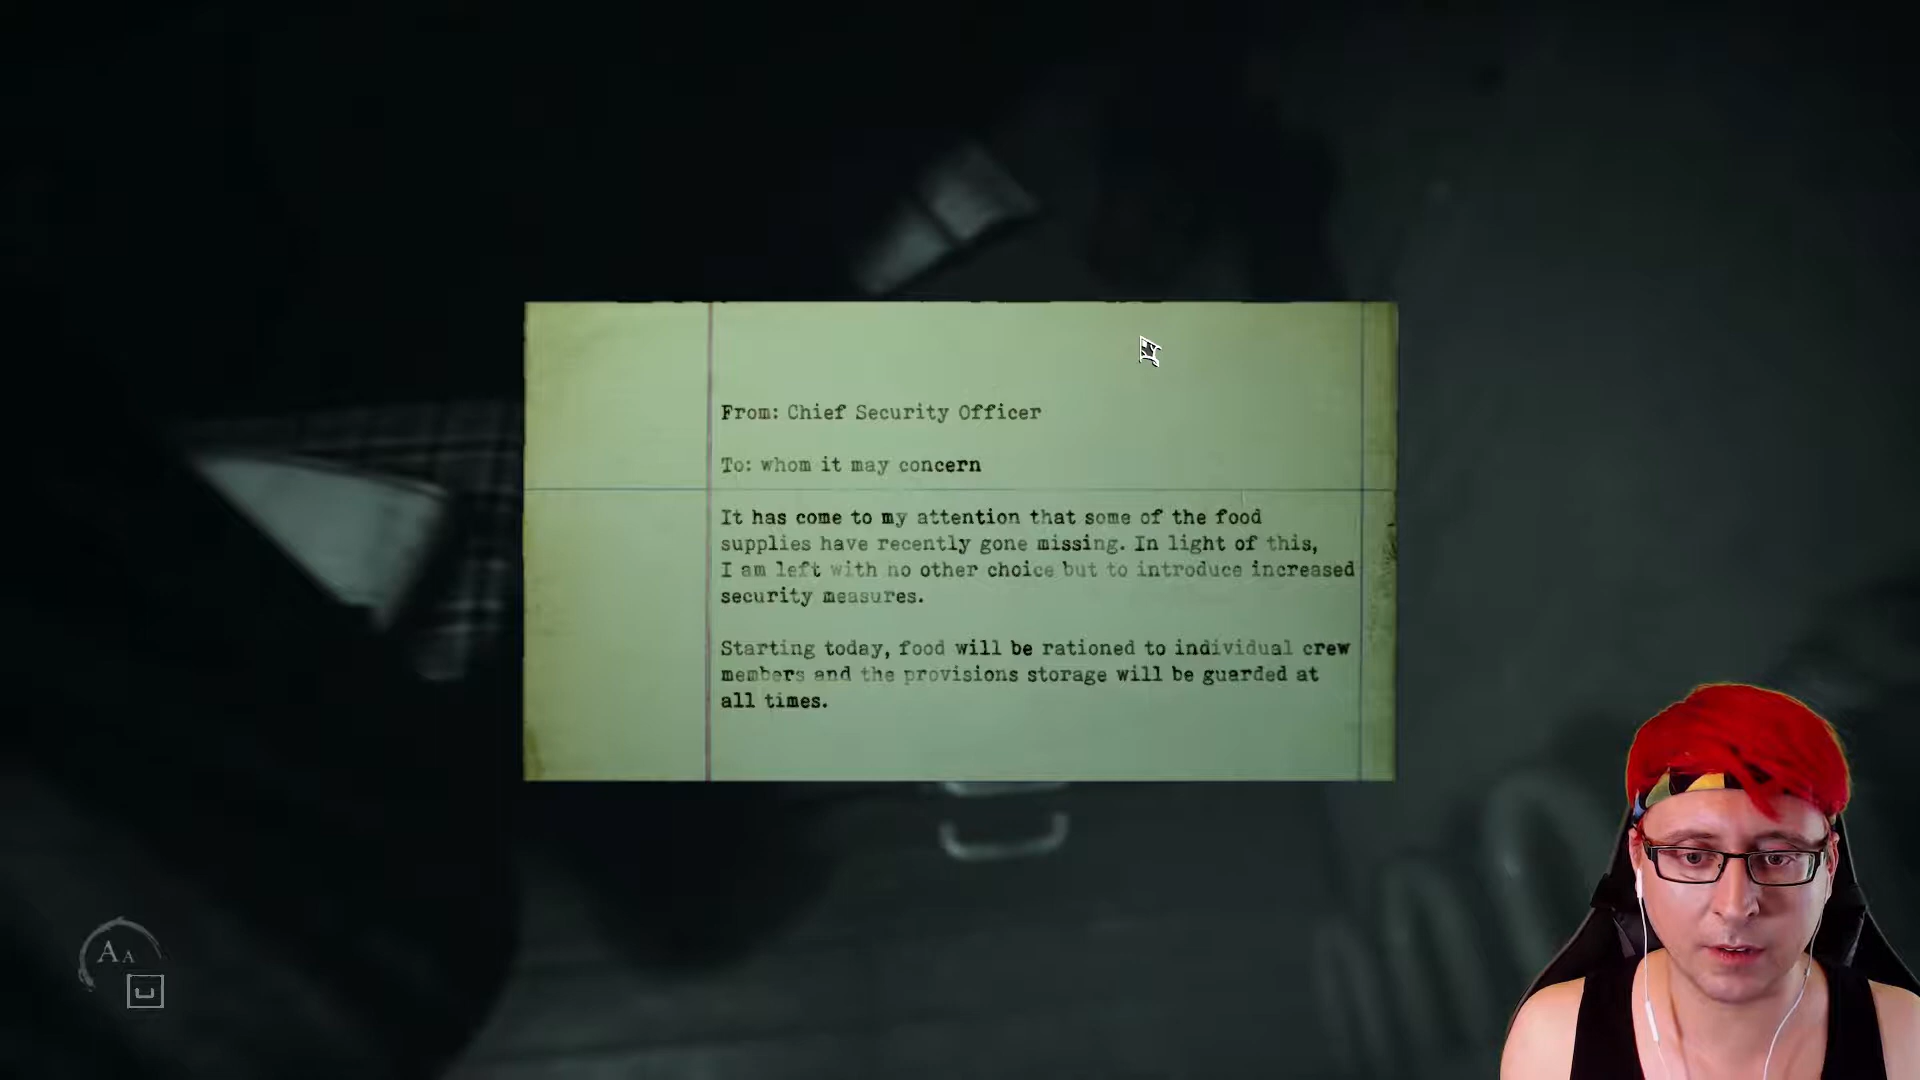 From: Chief Security Officer
To: whom it may concern
It has come to my attention that some of the food
supplies have recently gone missing. In light of this,
I am left with no other choice but to introduce increased
security measures.
Starting today, food will be rationed to individual crew
members and the provisions storage will be guarded at
all times.
AA